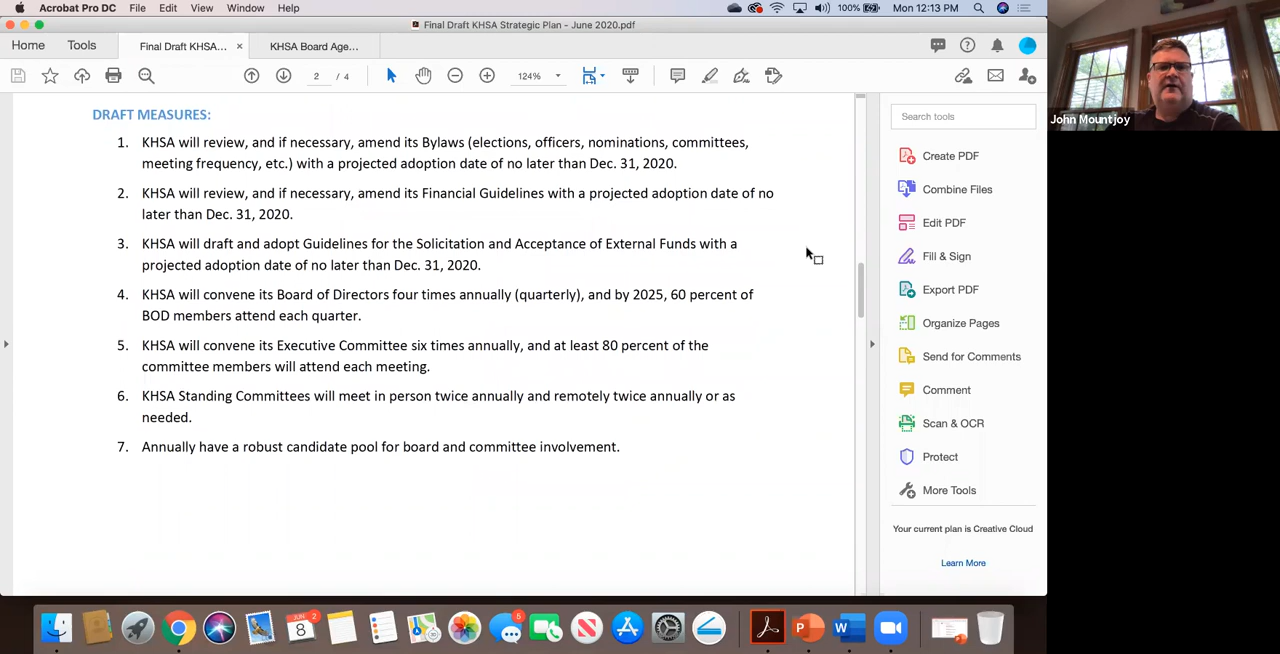 Acrobat Pro DC File Edit View Window Help 100% Mon 12:13 PM
Final Draft KHSA Strategic Plan - June 2020.pdf
Home Tools Final Draft KHSA... × KHSA Board Age...
2 / 4 124%
DRAFT MEASURES:
1. KHSA will review, and if necessary, amend its Bylaws (elections, officers, nominations, committees,
meeting frequency, etc.) with a projected adoption date of no later than Dec. 31, 2020.
2. KHSA will review, and if necessary, amend its Financial Guidelines with a projected adoption date of no
later than Dec. 31, 2020.
3. KHSA will draft and adopt Guidelines for the Solicitation and Acceptance of External Funds with a
projected adoption date of no later than Dec. 31, 2020.
4. KHSA will convene its Board of Directors four times annually (quarterly), and by 2025, 60 percent of
BOD members attend each quarter.
5. KHSA will convene its Executive Committee six times annually, and at least 80 percent of the
committee members will attend each meeting.
6. KHSA Standing Committees will meet in person twice annually and remotely twice annually or as
needed.
7. Annually have a robust candidate pool for board and committee involvement.
Search tools
Create PDF
Combine Files
Edit PDF
Fill & Sign
Export PDF
Organize Pages
Send for Comments
Comment
Scan & OCR
Protect
More Tools
Your current plan is Creative Cloud
Learn More
John Mountjoy
JUN 2
8
5
P
W